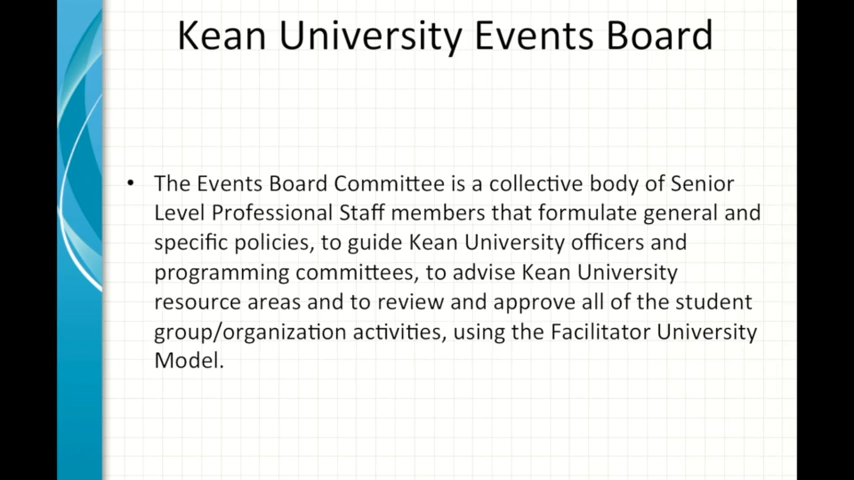 Kean University Events Board
• The Events Board Committee is a collective body of Senior
Level Professional Staff members that formulate general and
specific policies, to guide Kean University officers and
programming committees, to advise Kean University
resource areas and to review and approve all of the student
group/organization activities, using the Facilitator University
Model.